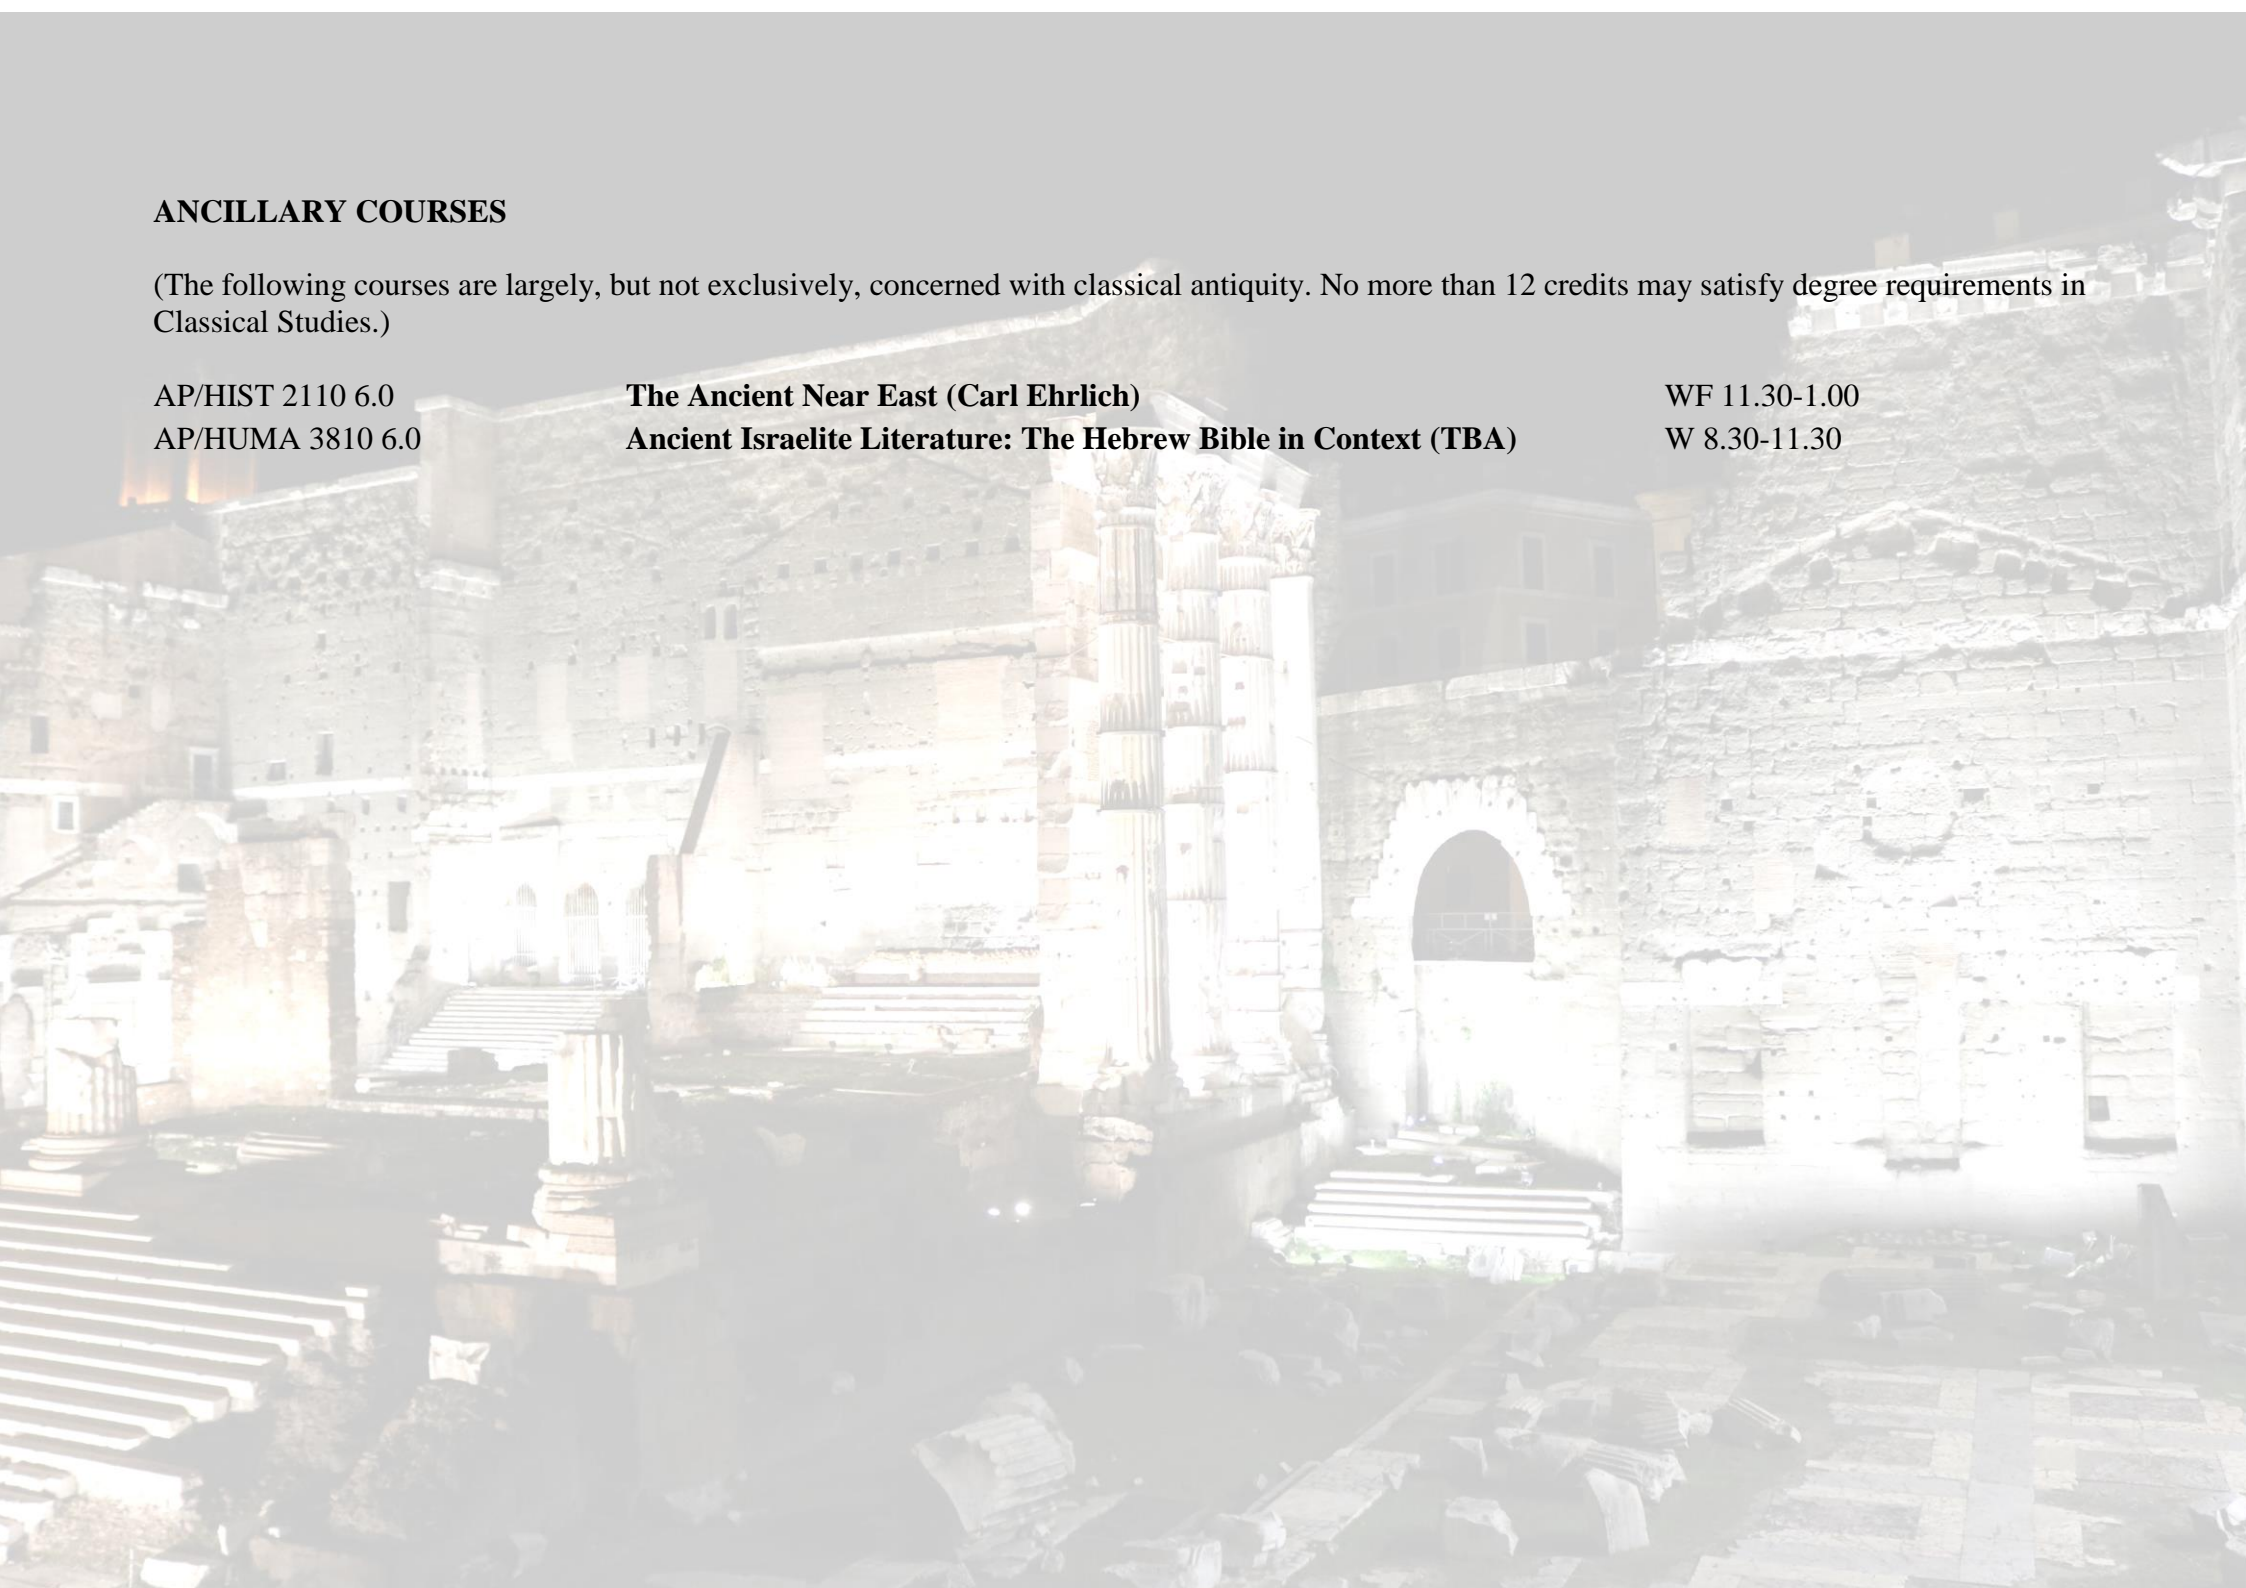 ANCILLARY COURSES
(The following courses are largely, but not exclusively, concerned with classical antiquity. No more than 12 credits may satisfy degree requirements in
Classical Studies.)
AP/HIST 2110 6.0 The Ancient Near East (Carl Ehrlich) WF 11.30-1.00
AP/HUMA 3810 6.0 Ancient Israelite Literature: The Hebrew Bible in Context (TBA) W 8.30-11.30